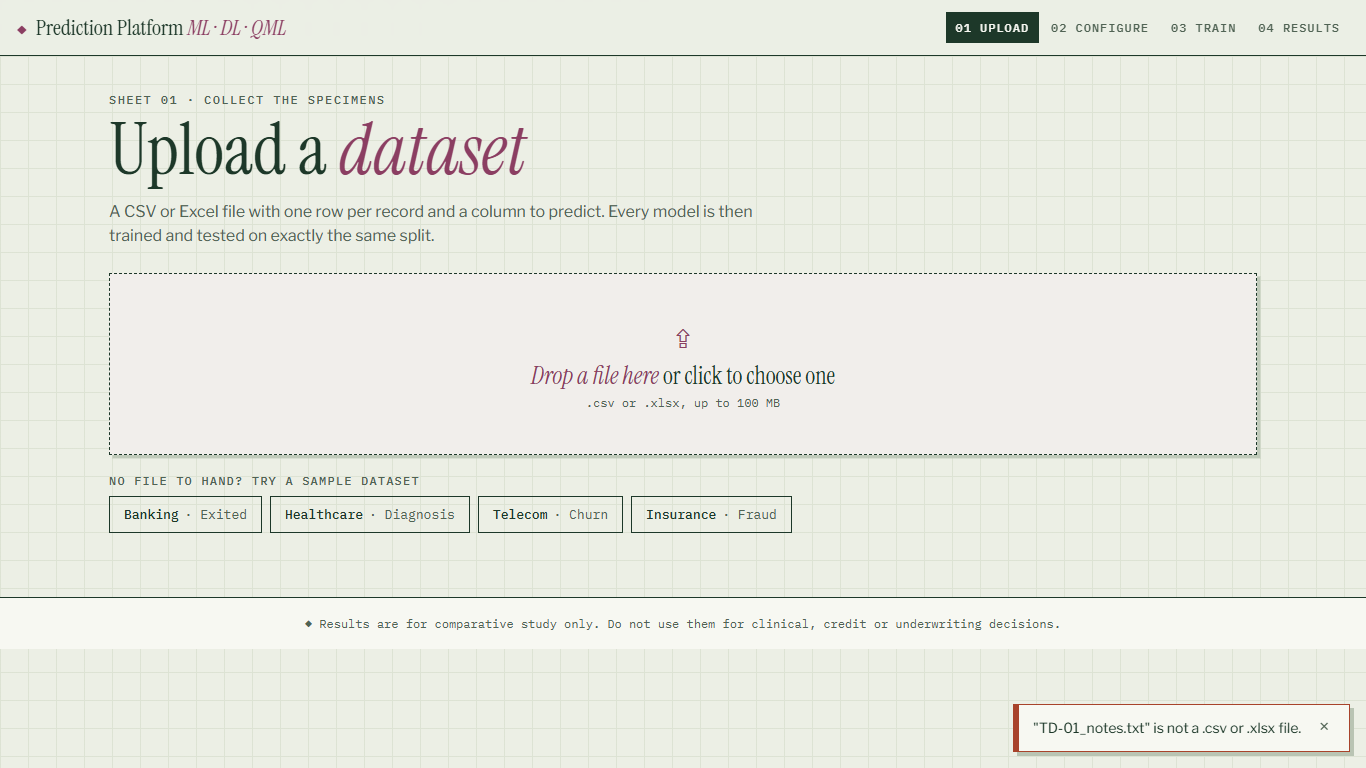 ◆ Prediction Platform ML · DL · QML
01 UPLOAD 02 CONFIGURE 03 TRAIN 04 RESULTS
SHEET 01 · COLLECT THE SPECIMENS
Upload a dataset
A CSV or Excel file with one row per record and a column to predict. Every model is then
trained and tested on exactly the same split.
Drop a file here or click to choose one
.csv or .xlsx, up to 100 MB
NO FILE TO HAND? TRY A SAMPLE DATASET
Banking · Exited Healthcare · Diagnosis Telecom · Churn Insurance · Fraud
◆ Results are for comparative study only. Do not use them for clinical, credit or underwriting decisions.
"TD-01_notes.txt" is not a .csv or .xlsx file. ×